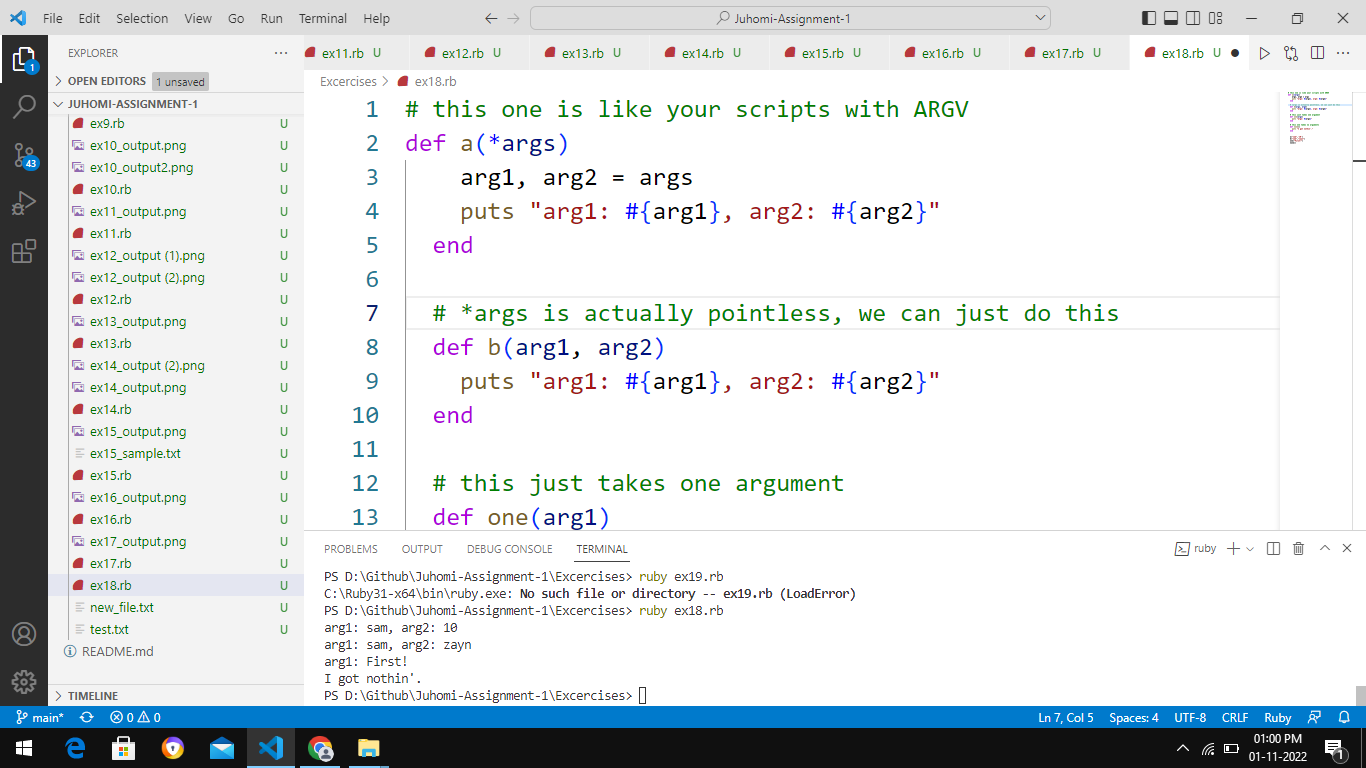 File Edit Selection View Go Run Terminal Help
Juhomi-Assignment-1
EXPLORER
ex11.rb U
ex12.rb U
ex13.rb U
ex14.rb U
ex15.rb U
ex16.rb U
ex17.rb U
ex18.rb U
OPEN EDITORS 1 unsaved
Excercises > ex18.rb
JUHOMI-ASSIGNMENT-1
ex9.rb U
ex10_output.png U
ex10_output2.png U
ex10.rb U
ex11_output.png U
ex11.rb U
ex12_output (1).png U
ex12_output (2).png U
ex12.rb U
ex13_output.png U
ex13.rb U
ex14_output (2).png U
ex14_output.png U
ex14.rb U
ex15_output.png U
ex15_sample.txt U
ex15.rb U
ex16_output.png U
ex16.rb U
ex17_output.png U
ex17.rb U
ex18.rb U
new_file.txt U
test.txt U
README.md
TIMELINE
1
43
1 # this one is like your scripts with ARGV
2 def a(*args)
3 arg1, arg2 = args
4 puts "arg1: #{arg1}, arg2: #{arg2}"
5 end
6
7 # *args is actually pointless, we can just do this
8 def b(arg1, arg2)
9 puts "arg1: #{arg1}, arg2: #{arg2}"
10 end
11
12 # this just takes one argument
13 def one(arg1)
PROBLEMS OUTPUT DEBUG CONSOLE TERMINAL
ruby
PS D:\Github\Juhomi-Assignment-1\Excercises> ruby ex19.rb
C:\Ruby31-x64\bin\ruby.exe: No such file or directory -- ex19.rb (LoadError)
PS D:\Github\Juhomi-Assignment-1\Excercises> ruby ex18.rb
arg1: sam, arg2: 10
arg1: sam, arg2: zayn
arg1: First!
I got nothin'.
PS D:\Github\Juhomi-Assignment-1\Excercises>
main* 0 0
Ln 7, Col 5 Spaces: 4 UTF-8 CRLF Ruby
01:00 PM
01-11-2022
1